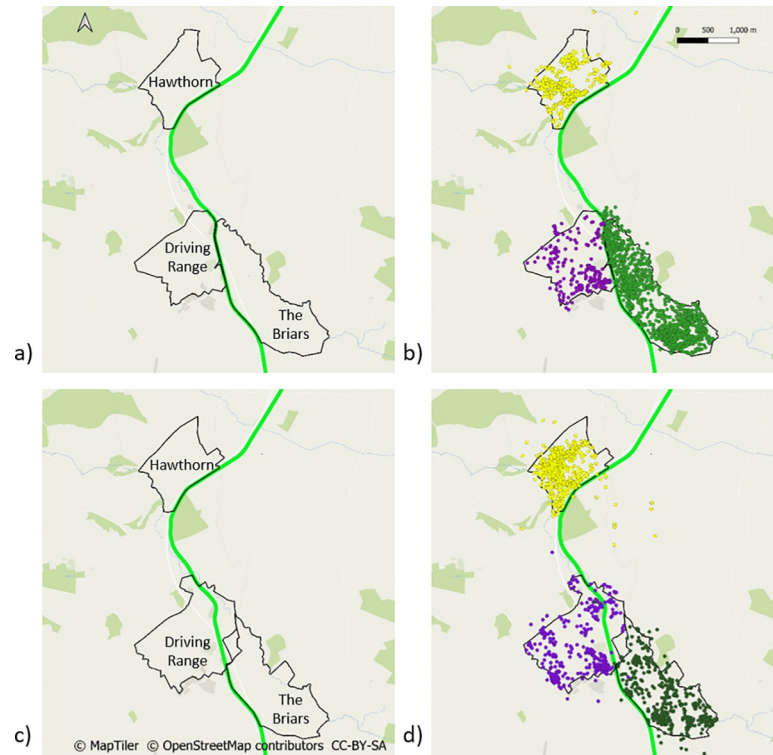 0 500 1,000 m
Hawthorn
Driving
Range
The
Briars
a)
b)
Hawthorn
Driving
Range
The
Briars
c)
© MapTiler © OpenStreetMap contributors CC-BY-SA
d)